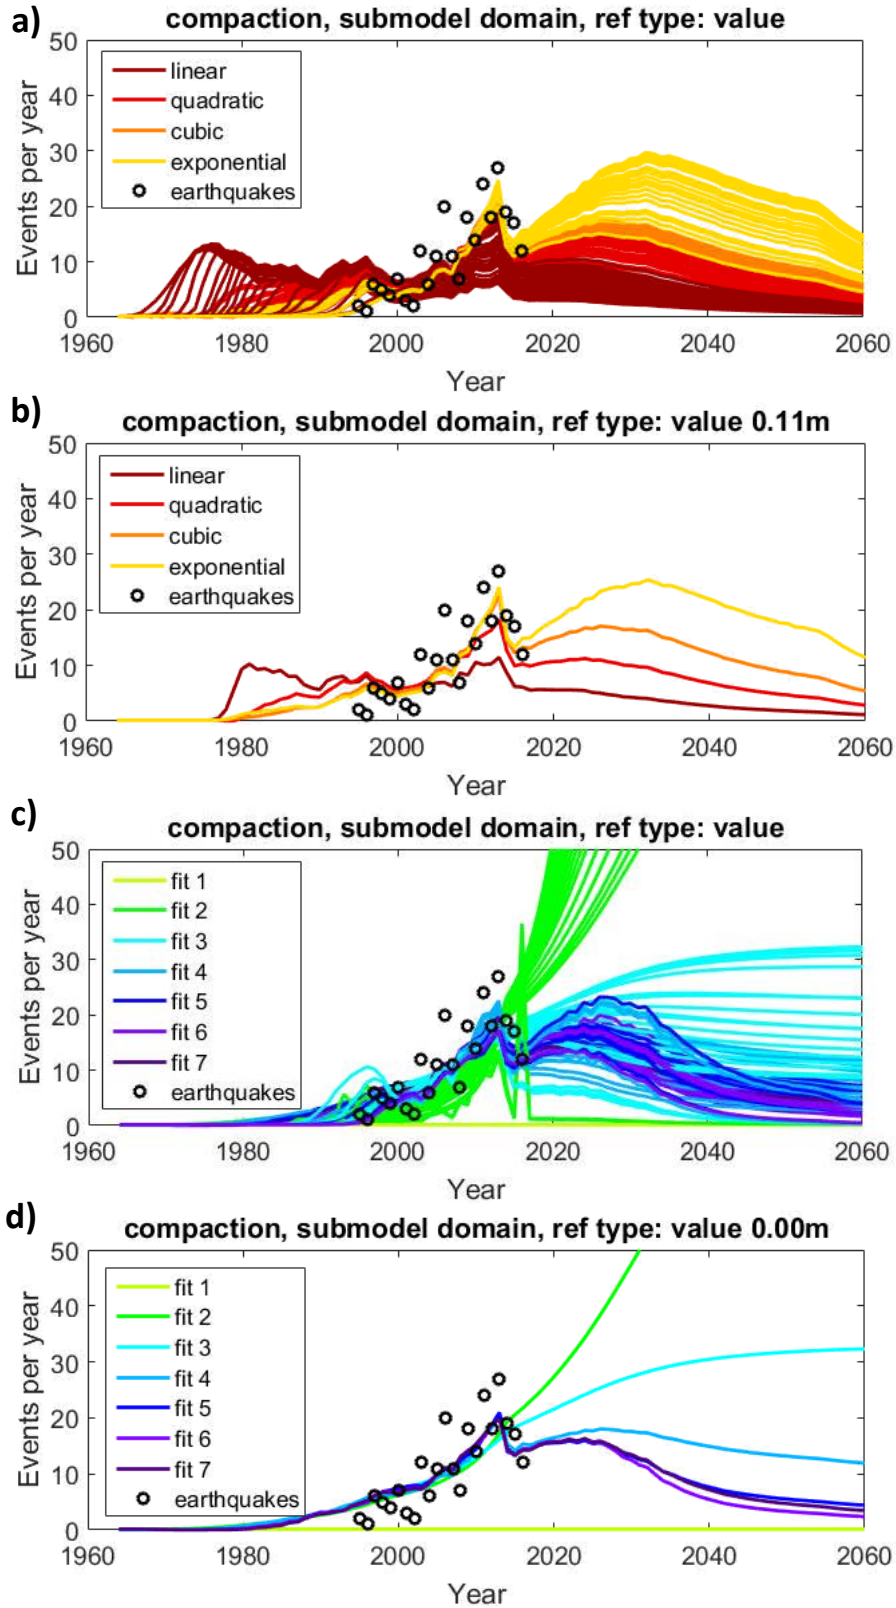 a)
compaction, submodel domain, ref type: value
50
40
30
20
10
0
Events per year
linear
quadratic
cubic
exponential
earthquakes
1960 1980 2000 2020 2040 2060
Year
b)
compaction, submodel domain, ref type: value 0.11m
50
40
30
20
10
0
Events per year
linear
quadratic
cubic
exponential
earthquakes
1960 1980 2000 2020 2040 2060
Year
c)
compaction, submodel domain, ref type: value
50
40
30
20
10
0
Events per year
fit 1
fit 2
fit 3
fit 4
fit 5
fit 6
fit 7
earthquakes
1960 1980 2000 2020 2040 2060
Year
d)
compaction, submodel domain, ref type: value 0.00m
50
40
30
20
10
0
Events per year
fit 1
fit 2
fit 3
fit 4
fit 5
fit 6
fit 7
earthquakes
1960 1980 2000 2020 2040 2060
Year